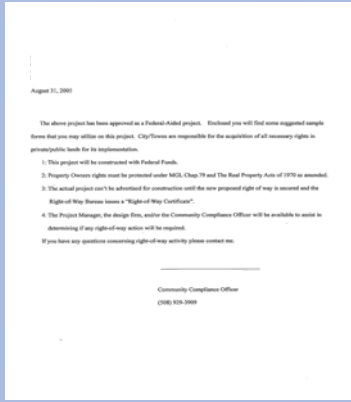 August 31, 2005
The above project has been approved as a Federal-Aided project. Enclosed you will find some suggested sample
forms that you may utilize on this project. City/Towns are responsible for the acquisition of all necessary rights in
private/public lands for its implementation.
1: This project will be constructed with Federal Funds.
2: Property Owners rights must be protected under MGL-Chap.79 and The Real Property Acts of 1970 as amended.
3: The actual project can't be advertised for construction until the new proposed right of way is secured and the
Right-of Way Bureau issues a "Right-of-Way Certificate".
4: The Project Manager, the design firm, and/or the Community Compliance Officer will be available to assist in
determining if any right-of-way action will be required.
If you have any questions concerning right-of-way activity please contact me.
Community Compliance Officer
(508) 929-3909